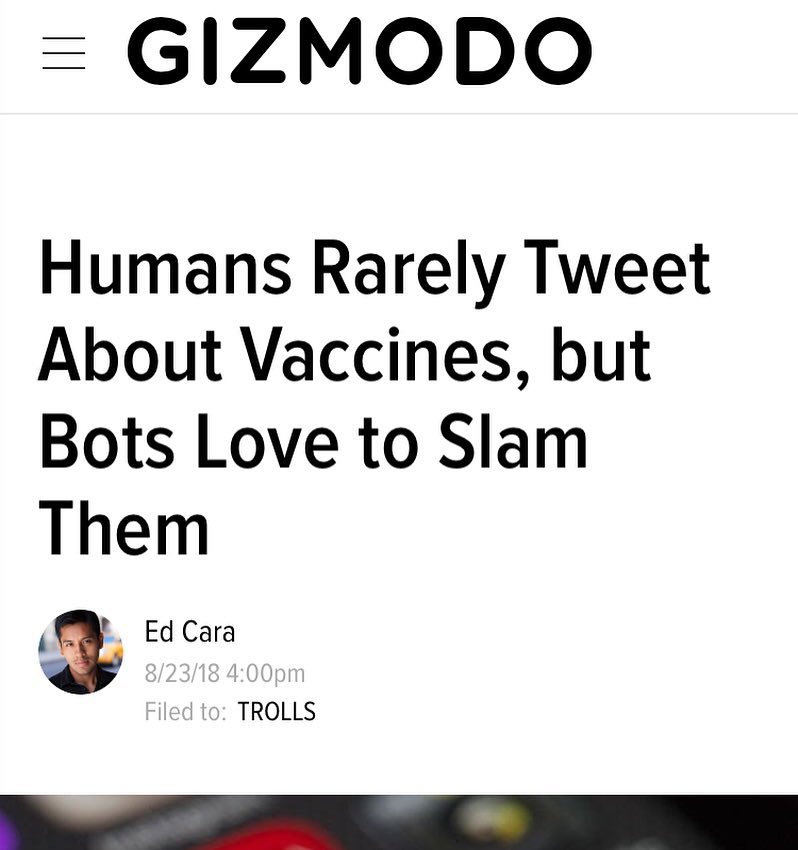 GIZMODO
Humans Rarely Tweet
About Vaccines, but
Bots Love to Slam
Them
Ed Cara
8/23/18 4:00pm
Filed to: TROLLS